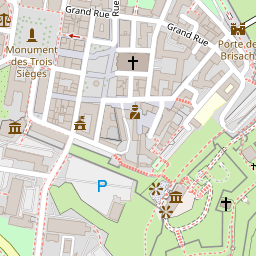 Grand Rue
Rue
Grand Rue
Monument
des Trois
Sièges
Porte de
Brisach
P